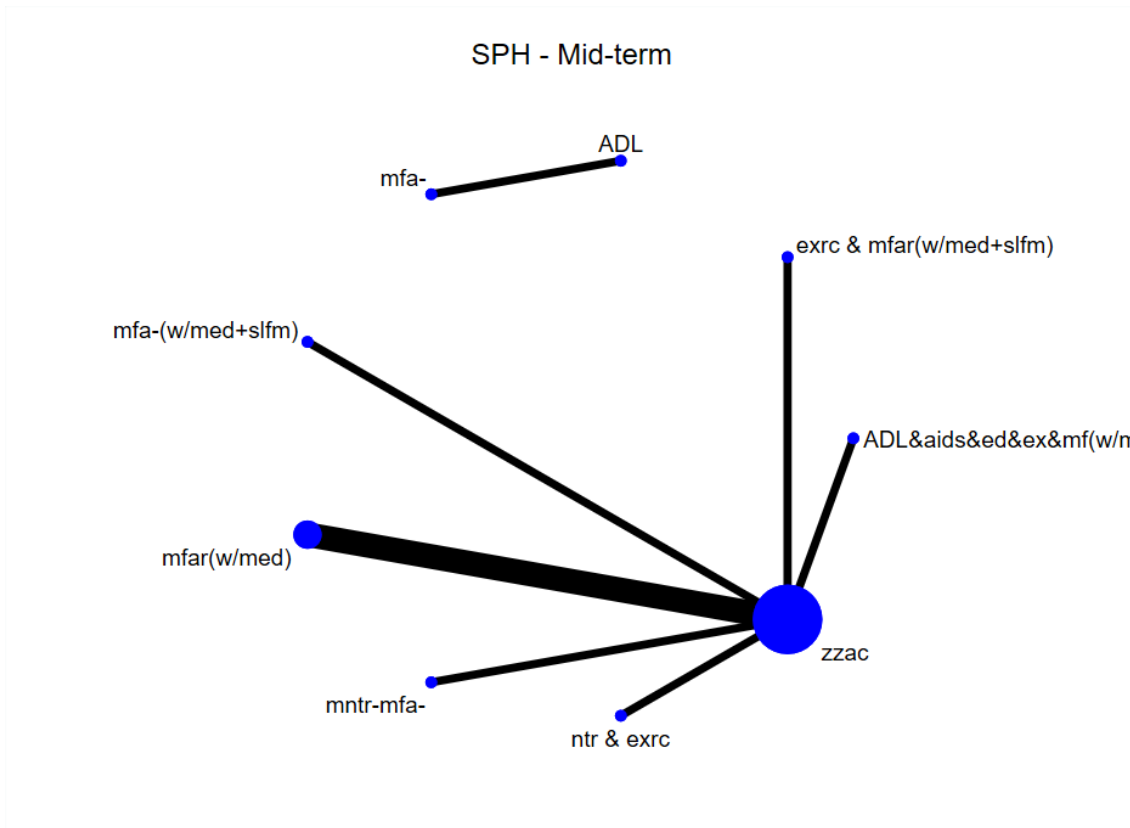 SPH - Mid-term
ADL
mfa-
exrc & mfar(w/med+slfm)
mfa-(w/med+slfm)
ADL&aids&ed&ex&mf(w/m
mfar(w/med)
zzac
mntr-mfa-
ntr & exrc